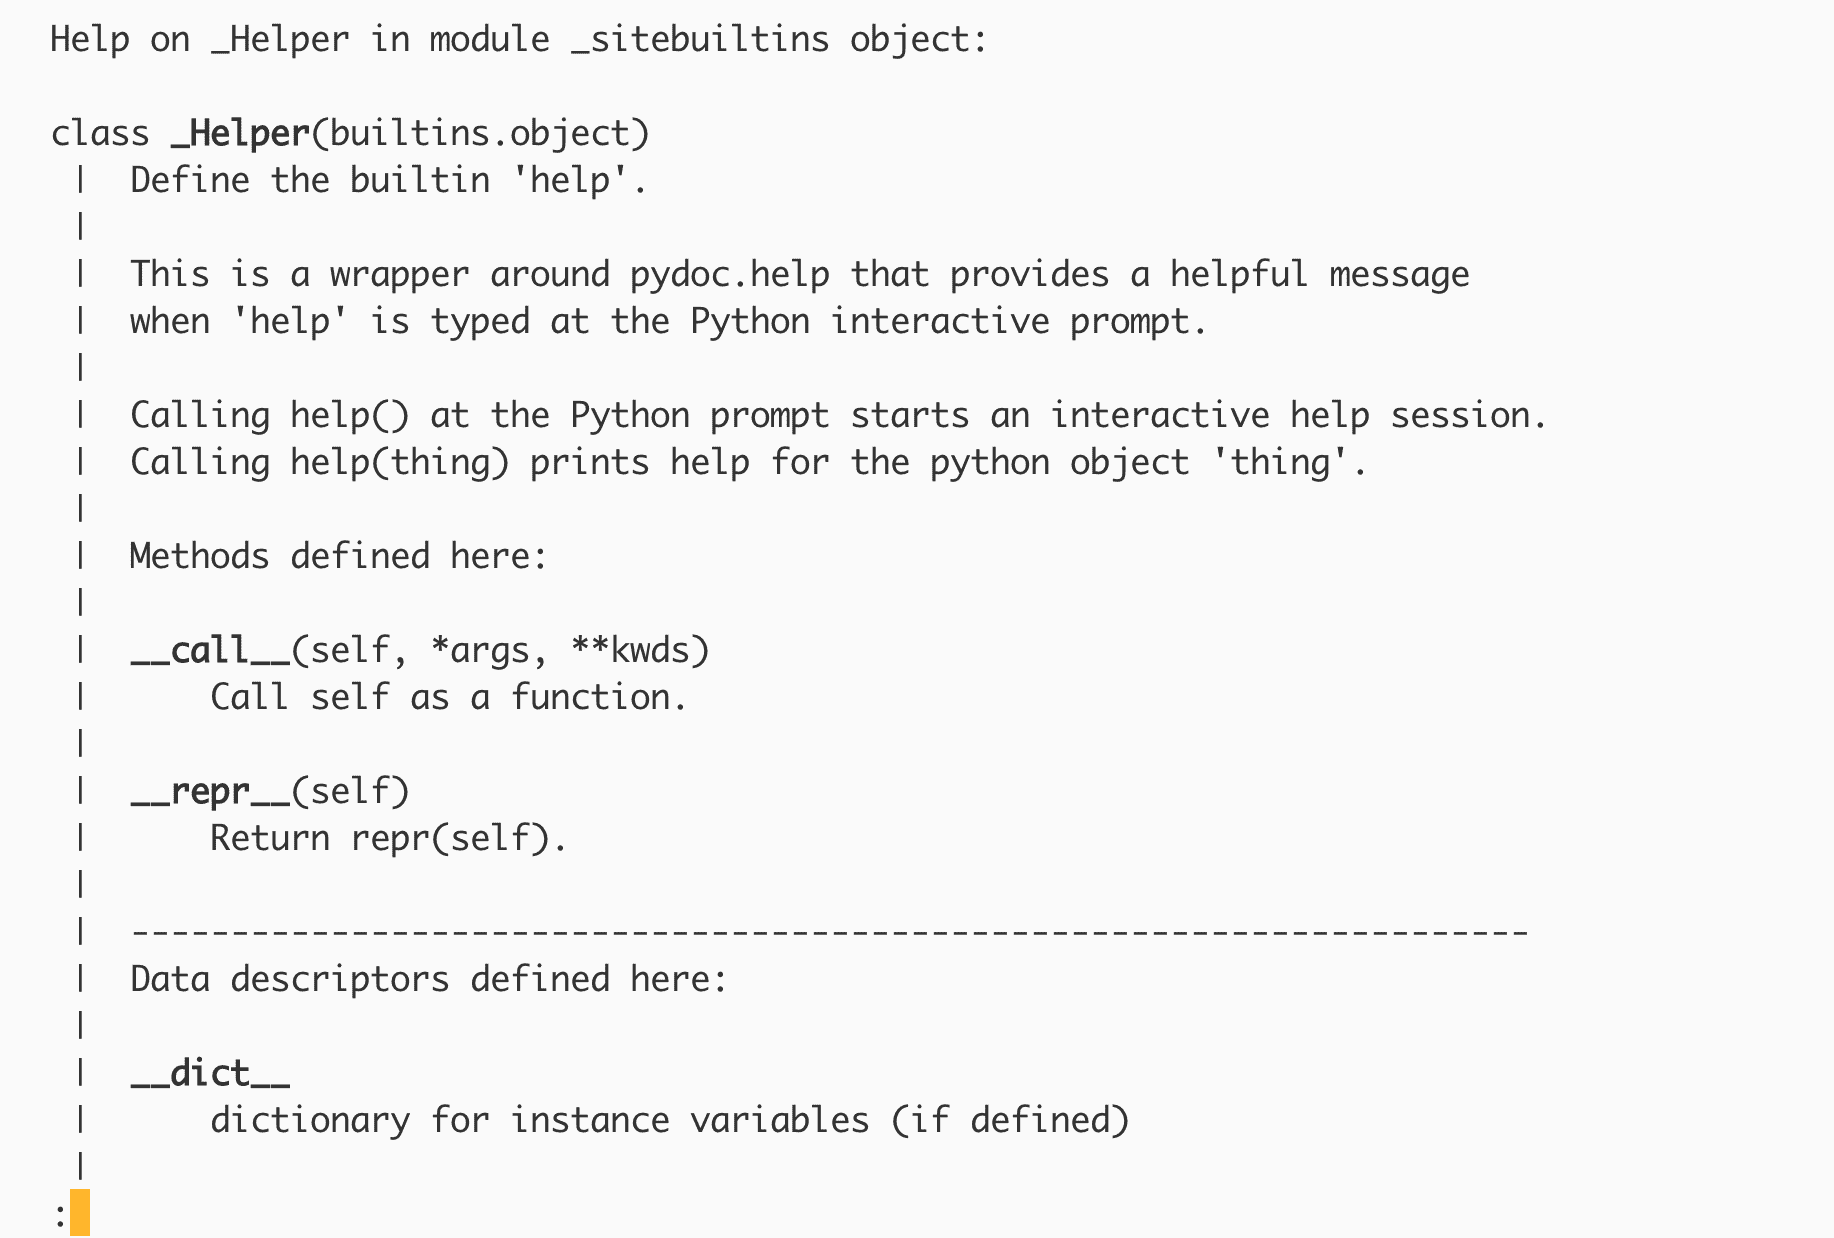 Help on _Helper in module _sitebuiltins object:

class _Helper(builtins.object)
 |  Define the builtin 'help'.
 |
 |  This is a wrapper around pydoc.help that provides a helpful message
 |  when 'help' is typed at the Python interactive prompt.
 |
 |  Calling help() at the Python prompt starts an interactive help session.
 |  Calling help(thing) prints help for the python object 'thing'.
 |
 |  Methods defined here:
 |
 |  __call__(self, *args, **kwds)
 |      Call self as a function.
 |
 |  __repr__(self)
 |      Return repr(self).
 |
 |  ----------------------------------------------------------------------
 |  Data descriptors defined here:
 |
 |  __dict__
 |      dictionary for instance variables (if defined)
 |
: